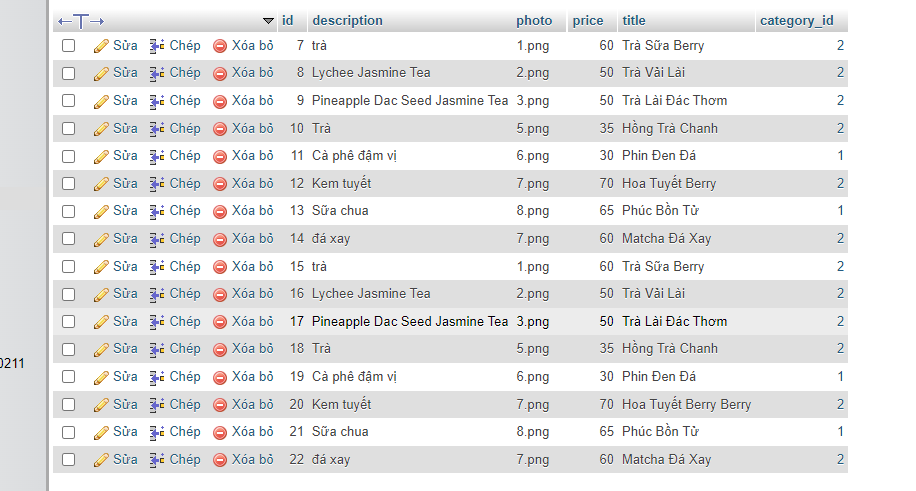 id description photo price title category_id
Sửa Chép Xóa bỏ 7 trà 1.png 60 Trà Sữa Berry 2
Sửa Chép Xóa bỏ 8 Lychee Jasmine Tea 2.png 50 Trà Vải Lài 2
Sửa Chép Xóa bỏ 9 Pineapple Dac Seed Jasmine Tea 3.png 50 Trà Lài Đác Thơm 2
Sửa Chép Xóa bỏ 10 Trà 5.png 35 Hồng Trà Chanh 2
Sửa Chép Xóa bỏ 11 Cà phê đậm vị 6.png 30 Phin Đen Đá 1
Sửa Chép Xóa bỏ 12 Kem tuyết 7.png 70 Hoa Tuyết Berry 2
Sửa Chép Xóa bỏ 13 Sữa chua 8.png 65 Phúc Bồn Tử 1
Sửa Chép Xóa bỏ 14 đá xay 7.png 60 Matcha Đá Xay 2
Sửa Chép Xóa bỏ 15 trà 1.png 60 Trà Sữa Berry 2
Sửa Chép Xóa bỏ 16 Lychee Jasmine Tea 2.png 50 Trà Vải Lài 2
Sửa Chép Xóa bỏ 17 Pineapple Dac Seed Jasmine Tea 3.png 50 Trà Lài Đác Thơm 2
Sửa Chép Xóa bỏ 18 Trà 5.png 35 Hồng Trà Chanh 2
0211
Sửa Chép Xóa bỏ 19 Cà phê đậm vị 6.png 30 Phin Đen Đá 1
Sửa Chép Xóa bỏ 20 Kem tuyết 7.png 70 Hoa Tuyết Berry Berry 2
Sửa Chép Xóa bỏ 21 Sữa chua 8.png 65 Phúc Bồn Tử 1
Sửa Chép Xóa bỏ 22 đá xay 7.png 60 Matcha Đá Xay 2